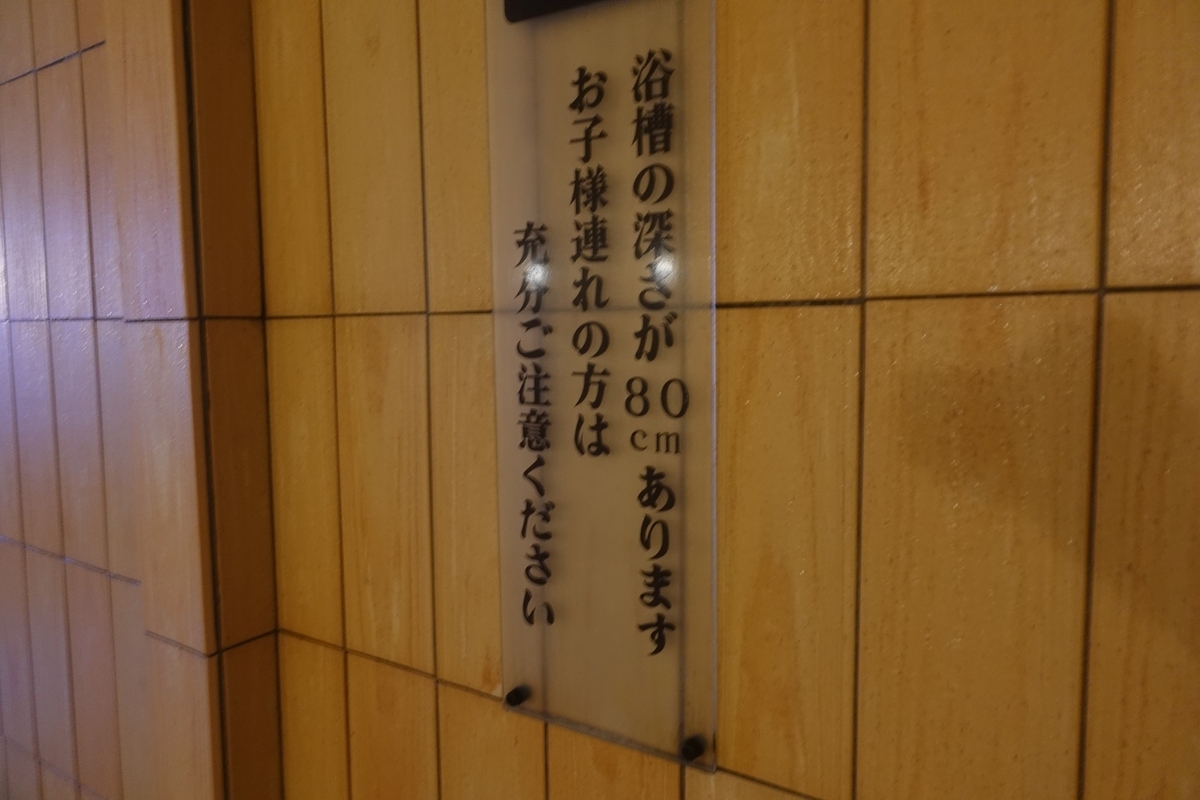 浴槽の深さが80cmあります
お子様連れの方は
充分ご注意ください